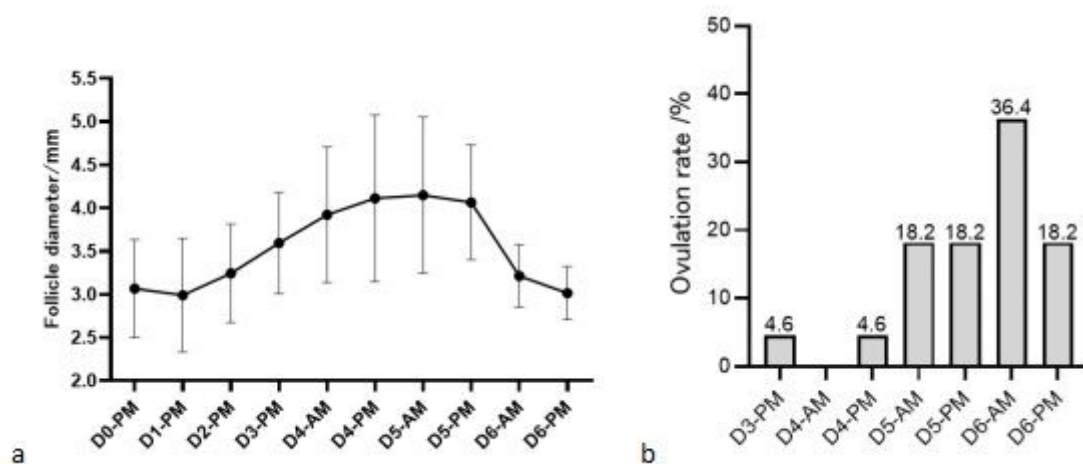 Follicle diameter/mm
5.5
5.0
4.5
4.0
3.5
3.0
2.5
2.0
D0-PM
D1-PM
D2-PM
D3-PM
D4-AM
D4-PM
D5-AM
D5-PM
D6-AM
D6-PM
a
Ovulation rate /%
50
40
30
20
10
0
4.6
4.6
18.2
18.2
36.4
18.2
D3-PM
D4-AM
D4-PM
D5-AM
D5-PM
D6-AM
D6-PM
b